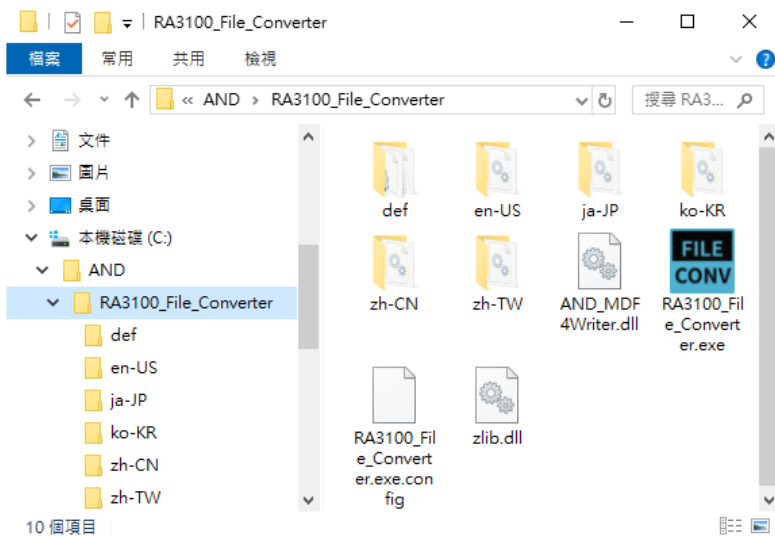 RA3100_File_Converter
檔案 常用 共用 檢視
« AND > RA3100_File_Converter
搜尋 RA3...
文件
圖片
桌面
本機磁碟 (C:)
AND
RA3100_File_Converter
def
en-US
ja-JP
ko-KR
zh-CN
zh-TW
def
en-US
ja-JP
ko-KR
zh-CN
zh-TW
AND_MDF
4Writer.dll
FILE
CONV
RA3100_Fil
e_Convert
er.exe
RA3100_Fil
e_Convert
er.exe.con
fig
zlib.dll
10 個項目